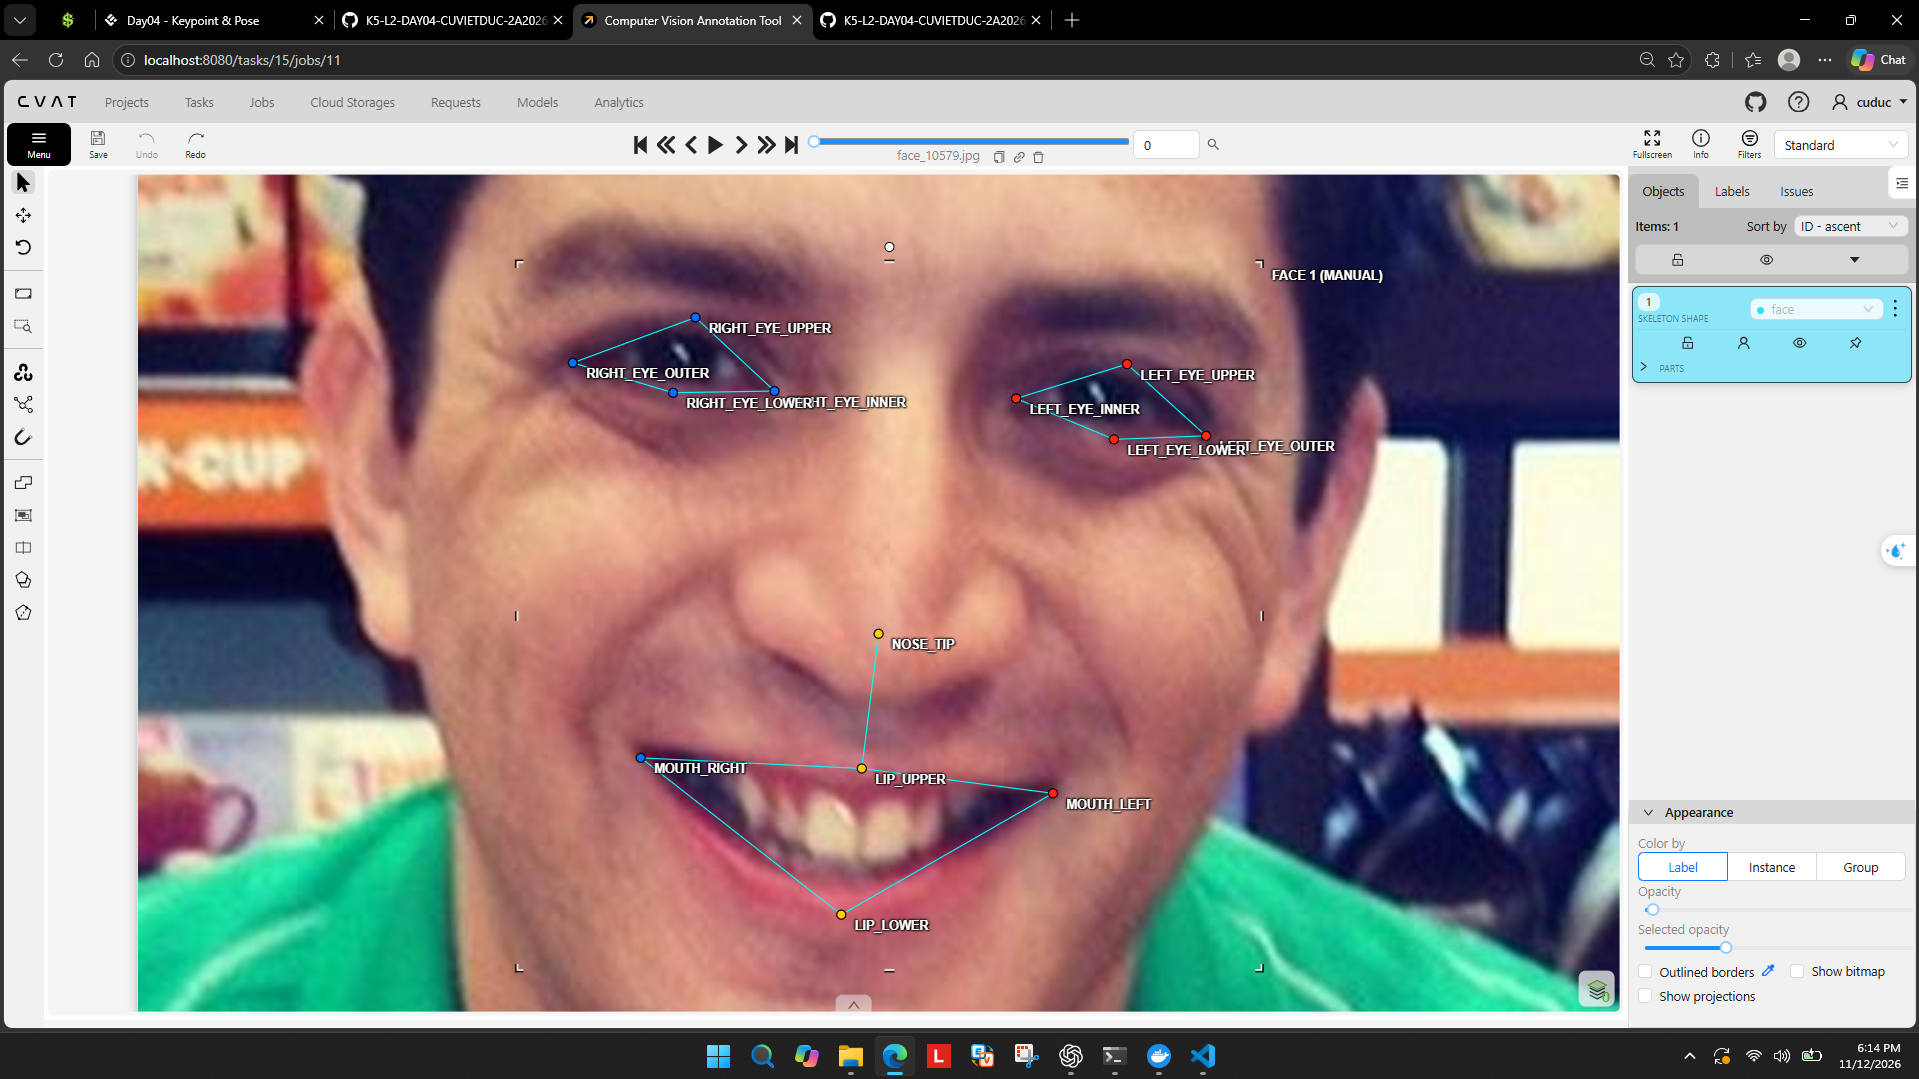 Day04 - Keypoint & Pose
K5-L2-DAY04-CUVIETDUC-2A2026
Computer Vision Annotation Tool
K5-L2-DAY04-CUVIETDUC-2A2026
localhost:8080/tasks/15/jobs/11
Chat
CVAT
Projects
Tasks
Jobs
Cloud Storages
Requests
Models
Analytics
cuduc
Menu
Save
Undo
Redo
0
face_10579.jpg
Fullscreen
Info
Filters
Standard
Objects
Labels
Issues
Items: 1
Sort by
ID - ascent
1
SKELETON SHAPE
face
PARTS
FACE 1 (MANUAL)
RIGHT_EYE_UPPER
RIGHT_EYE_OUTER
RIGHT_EYE_LOWER
HT_EYE_INNER
LEFT_EYE_UPPER
LEFT_EYE_INNER
LEFT_EYE_LOWER
EFT_EYE_OUTER
-CUP
NOSE_TIP
MOUTH_RIGHT
LIP_UPPER
MOUTH_LEFT
LIP_LOWER
Appearance
Color by
Label
Instance
Group
Opacity
Selected opacity
Outlined borders
Show bitmap
Show projections
6:14 PM
11/12/2026